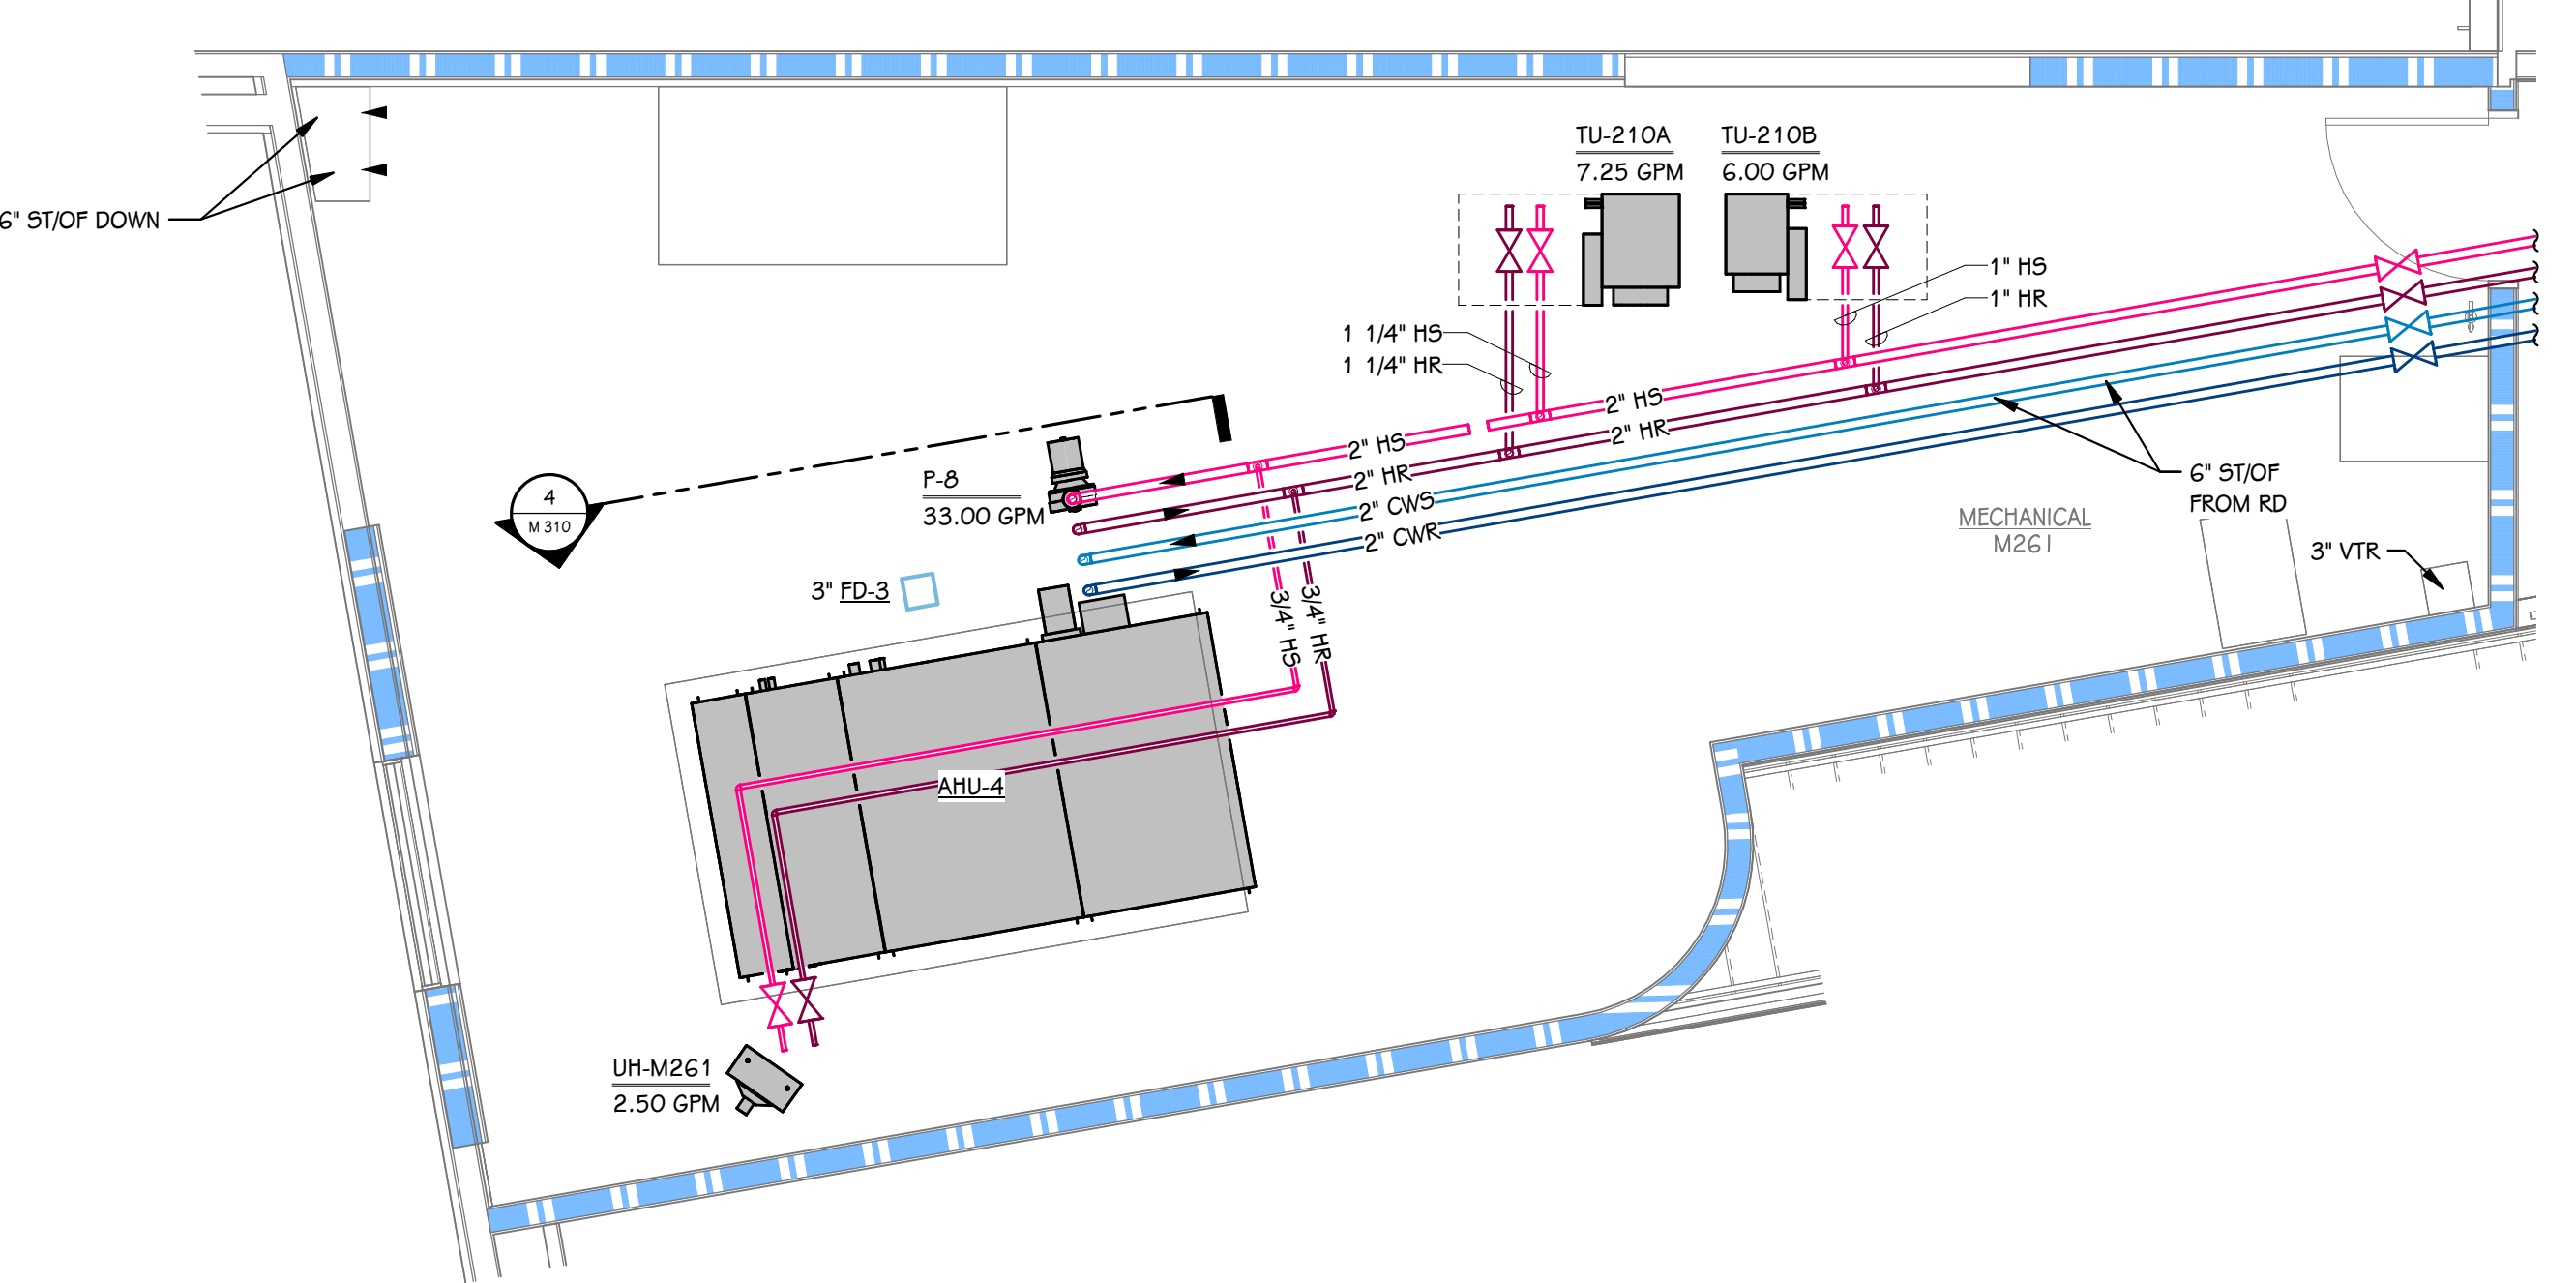 TU-210A
7.25 GPM
TU-210B
6.00 GPM
6" ST/OF DOWN
1" HS
1" HR
1 1/4" HS
1 1/4" HR
2" HS
2" HR
2" HS
2" HR
2" CWS
2" CWR
P-8
33.00 GPM
4
M 310
6" ST/OF
FROM RD
MECHANICAL
M261
3" VTR
3" FD-3
3/4" HS
3/4" HR
AHU-4
UH-M261
2.50 GPM